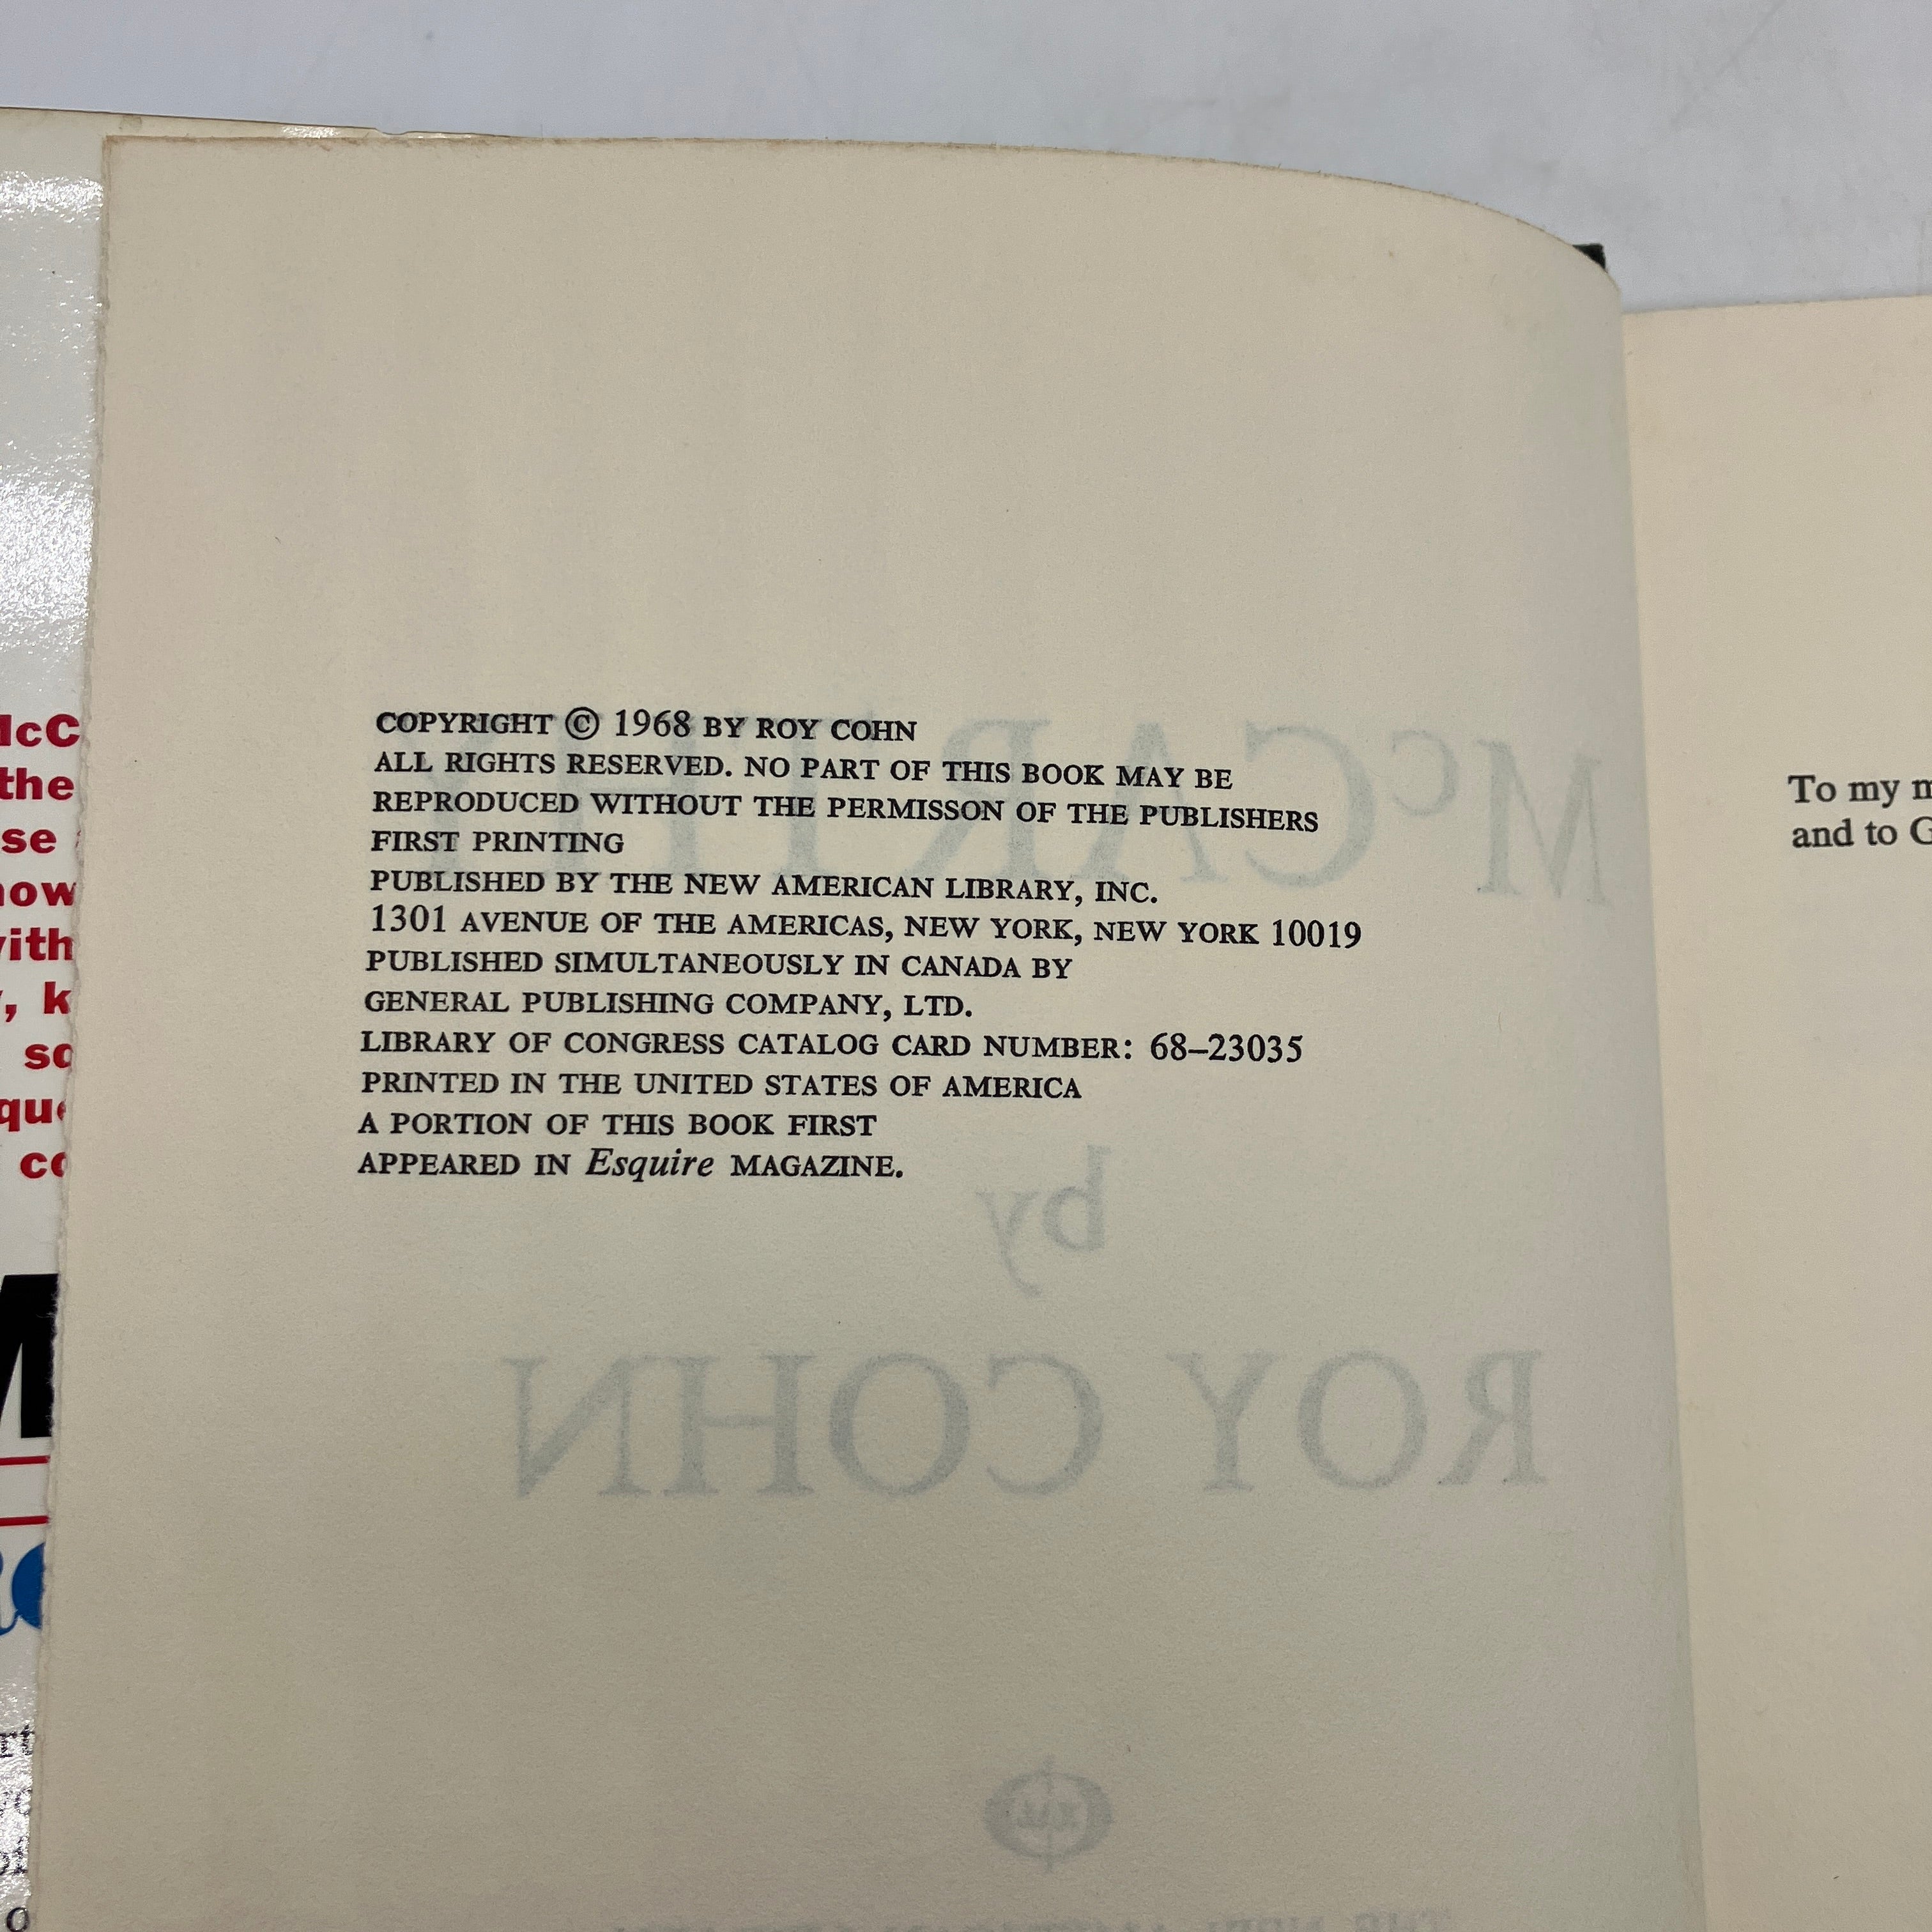 COPYRIGHT © 1968 BY ROY COHN
ALL RIGHTS RESERVED. NO PART OF THIS BOOK MAY BE
REPRODUCED WITHOUT THE PERMISSON OF THE PUBLISHERS
FIRST PRINTING
PUBLISHED BY THE NEW AMERICAN LIBRARY, INC.
1301 AVENUE OF THE AMERICAS, NEW YORK, NEW YORK 10019
PUBLISHED SIMULTANEOUSLY IN CANADA BY
GENERAL PUBLISHING COMPANY, LTD.
LIBRARY OF CONGRESS CATALOG CARD NUMBER: 68–23035
PRINTED IN THE UNITED STATES OF AMERICA
A PORTION OF THIS BOOK FIRST
APPEARED IN Esquire MAGAZINE.
by
ROY COHN
To my
and to
the